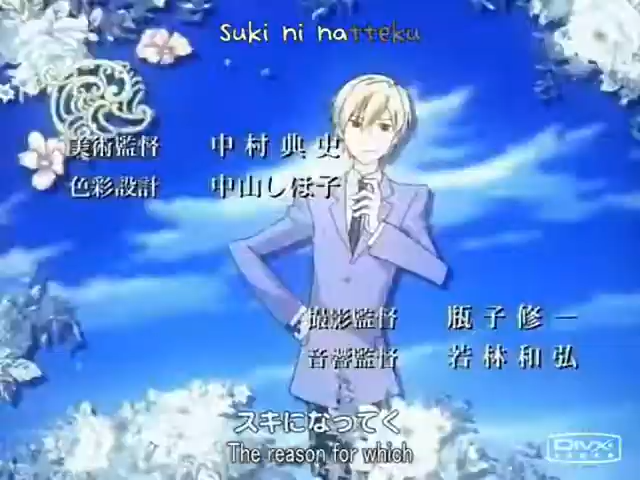 Suki ni natteku
美術監督 中村典史
色彩設計 中山しほ子
撮影監督 瓶子修一
音響監督 若林和弘
スキになってく
The reason for which
DIVX